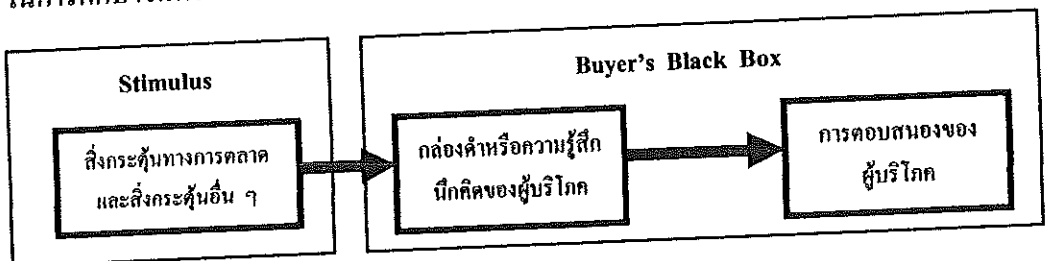 Stimulus
Buyer's Black Box
สิ่งกระตุ้นทางการตลาด
และสิ่งกระตุ้นอื่น ๆ
กล่องดำหรือความรู้สึก
นึกคิดของผู้บริโภค
การตอบสนองของ
ผู้บริโภค